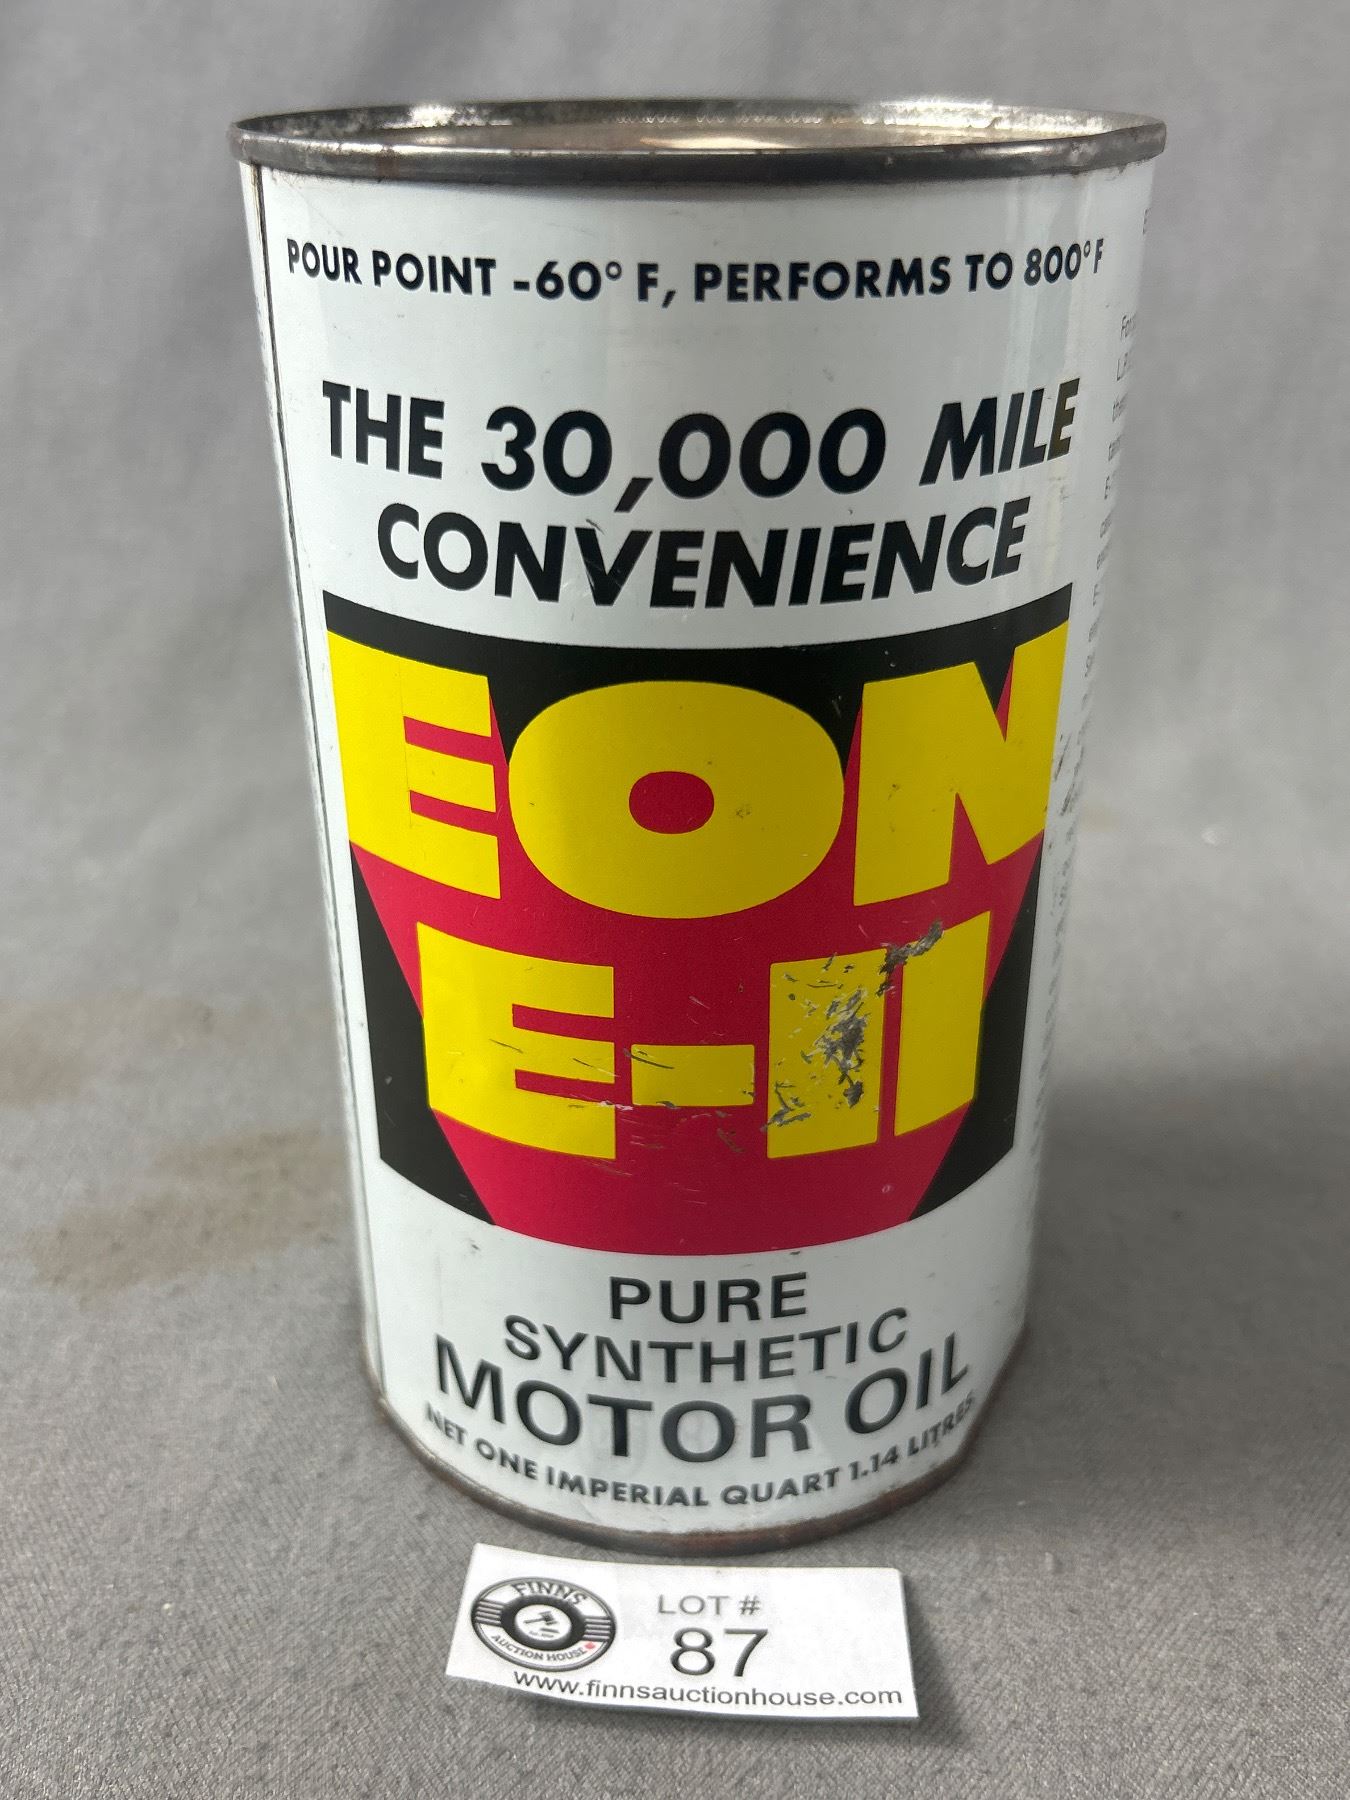 POUR POINT -60° F, PERFORMS TO 800° F
THE 30,000 MILE
CONVENIENCE
EON
E-II
PURE
SYNTHETIC
MOTOR OIL
NET ONE IMPERIAL QUART 1.14 LITRES
FINNS
AUCTION HOUSE
LOT #
87
www.finnsauctionhouse.com